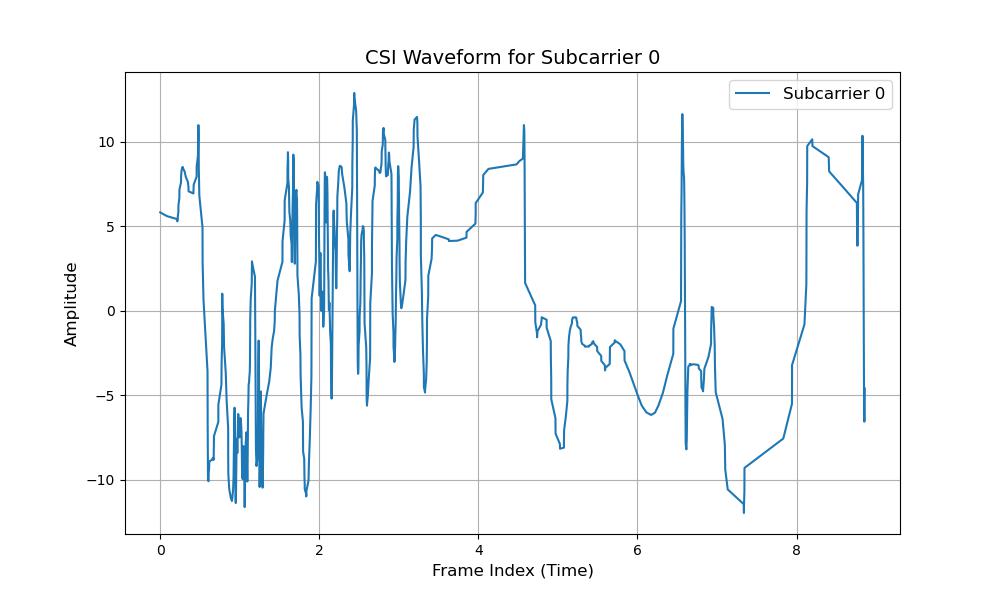 CSI Waveform for Subcarrier 0
Subcarrier 0
10
5
0
−5
−10
Amplitude
0 2 4 6 8
Frame Index (Time)